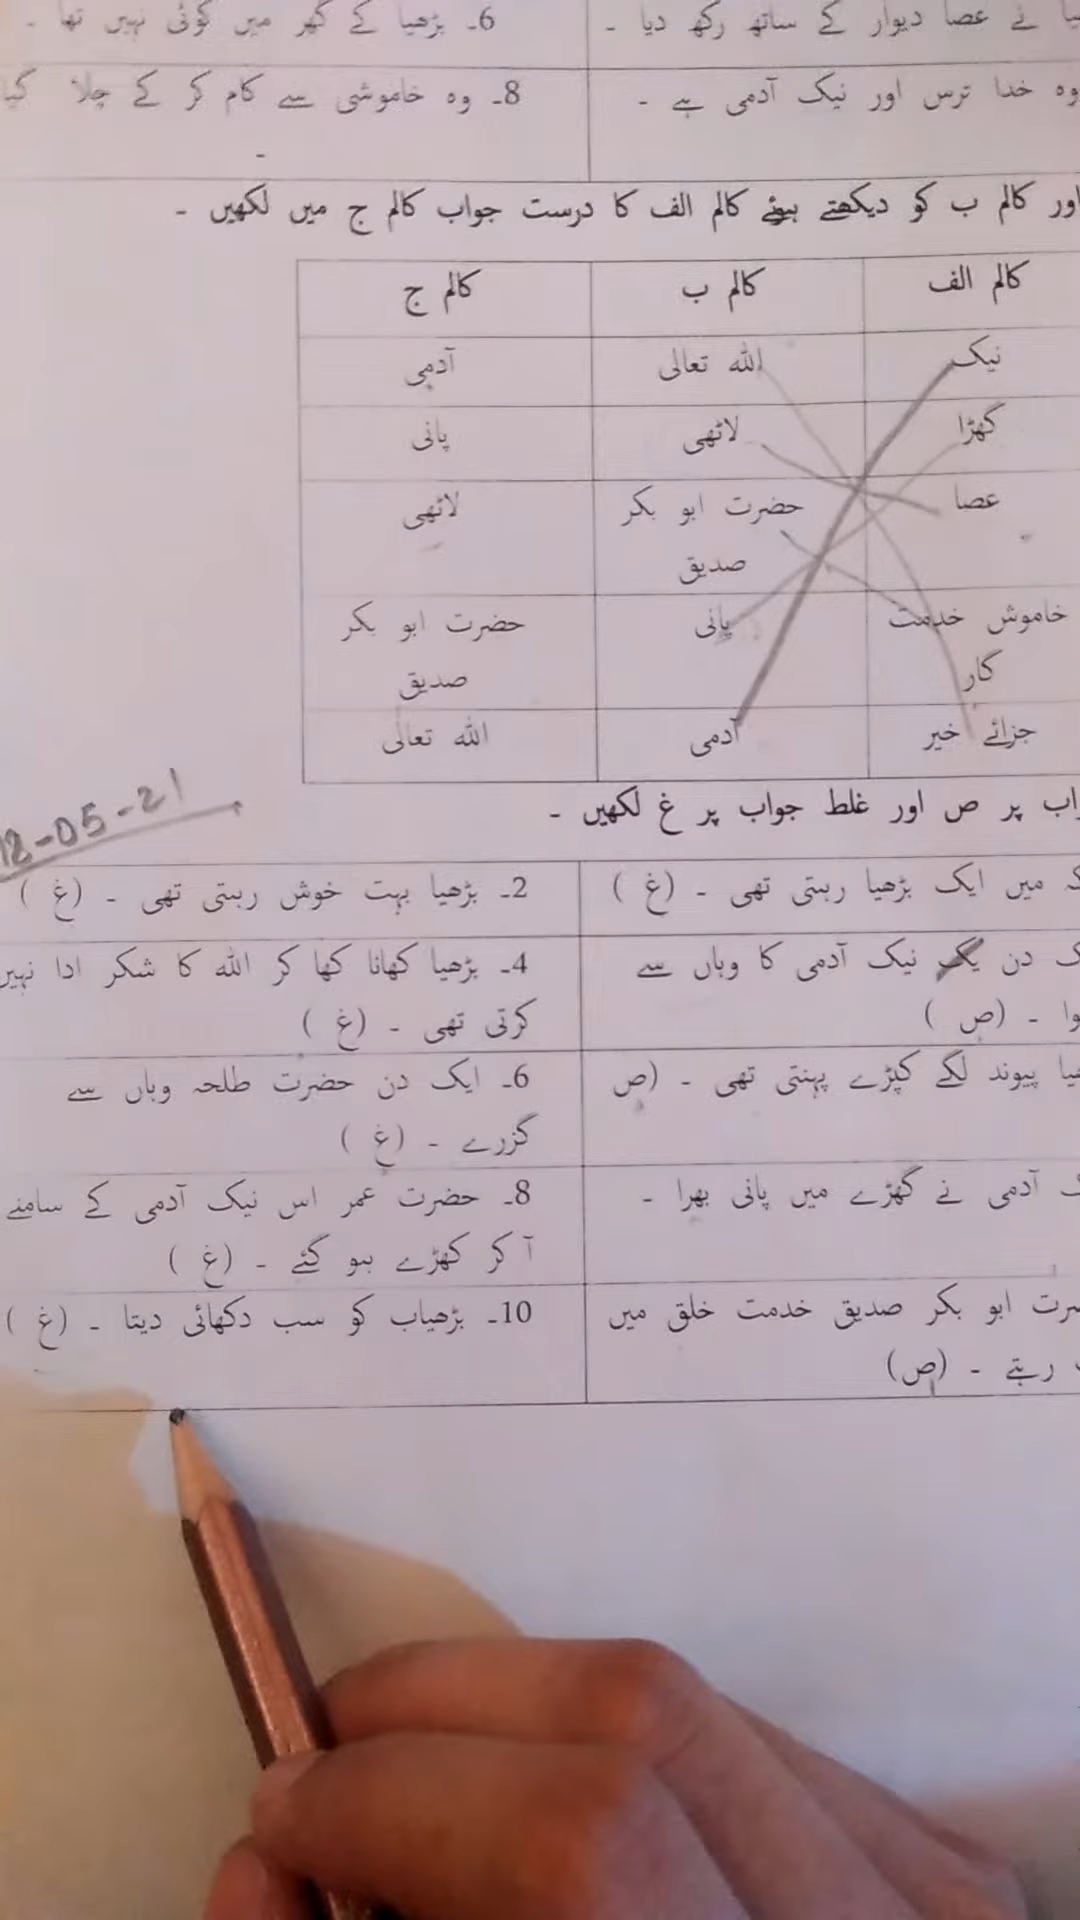 نے عصا دیوار کے ساتھ رکھ دیا ۔
6۔ بڑھیا کے گھر میں کوئی نہیں تھا ۔
وہ خدا ترس اور نیک آدمی ہے ۔
8۔ وہ خاموشی سے کام کر کے چلا گیا
۔
اور کالم ب کو دیکھتے ہوئے کالم الف کا درست جواب کالم ج میں لکھیں ۔
کالم الف کالم ب کالم ج
نیک اللہ تعالی آدمی
گھڑا لاٹھی پانی
عصا حضرت ابو بکر صدیق لاٹھی
خاموش خدمت گار پانی حضرت ابو بکر صدیق
جزائے خیر آدمی اللہ تعالی
پر ص اور غلط جواب پر غ لکھیں ۔
12-05-21
میں ایک بڑھیا رہتی تھی ۔ (غ )
2۔ بڑھیا بہت خوش رہتی تھی ۔ (غ )
دن یک نیک آدمی کا وہاں سے
ـوا ۔ (ص )
4۔ بڑھیا کھانا کھا کر اللہ کا شکر ادا نہیں
کرتی تھی ۔ (غ )
پیوند لگے کپڑے پہنتی تھی ۔ (ص
6۔ ایک دن حضرت طلحہ وہاں سے
گزرے ۔ (غ )
آدمی نے گھڑے میں پانی بھرا ۔
8۔ حضرت عمر اس نیک آدمی کے سامنے
آ کر کھڑے ہو گئے ۔ (غ )
ابو بکر صدیق خدمت خلق میں
رہتے ۔ (ص)
10۔ بڑھیاب کو سب دکھائی دیتا ۔ (غ )